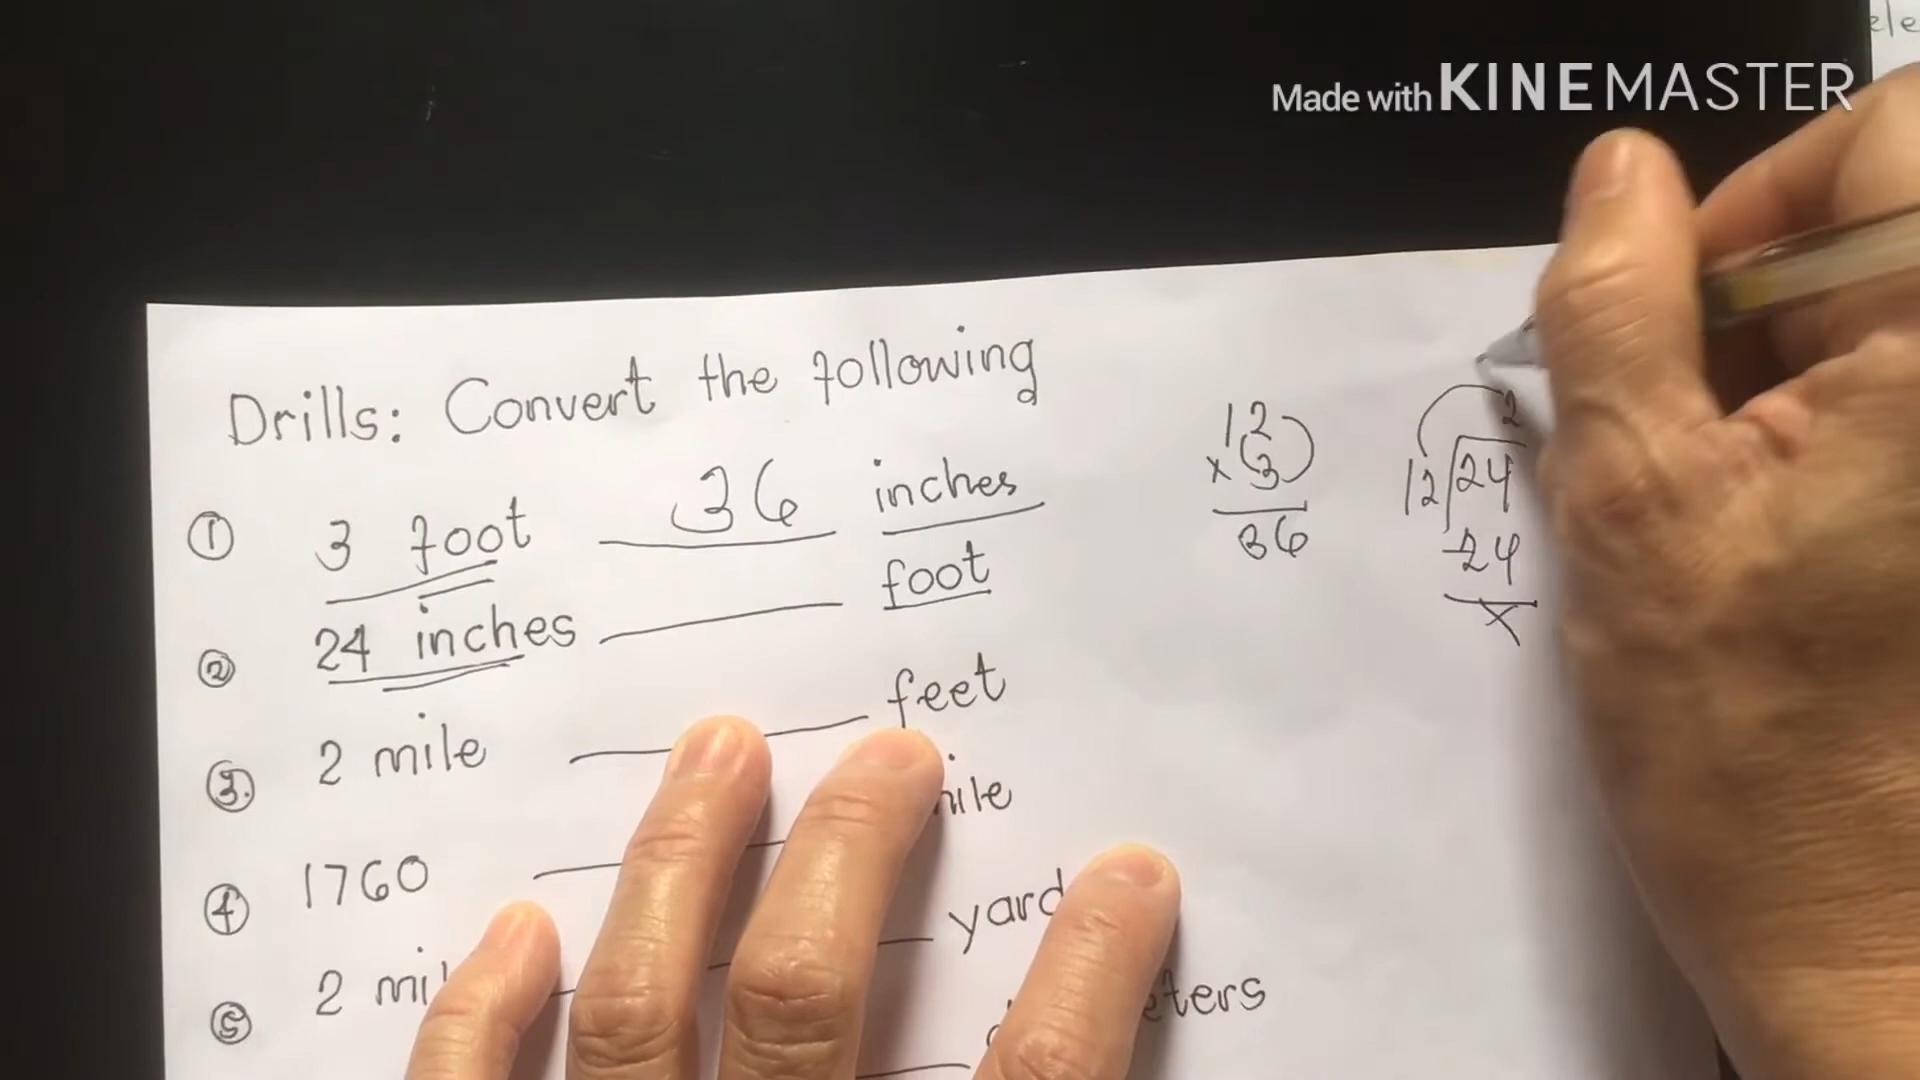 Made with KINEMASTER
Drills: Convert the following
① 3 foot 36 inches
② 24 inches foot
③. 2 mile feet
④ 1760
⑤ 2 yard
12
x 3
36
2
12 24
-24
x